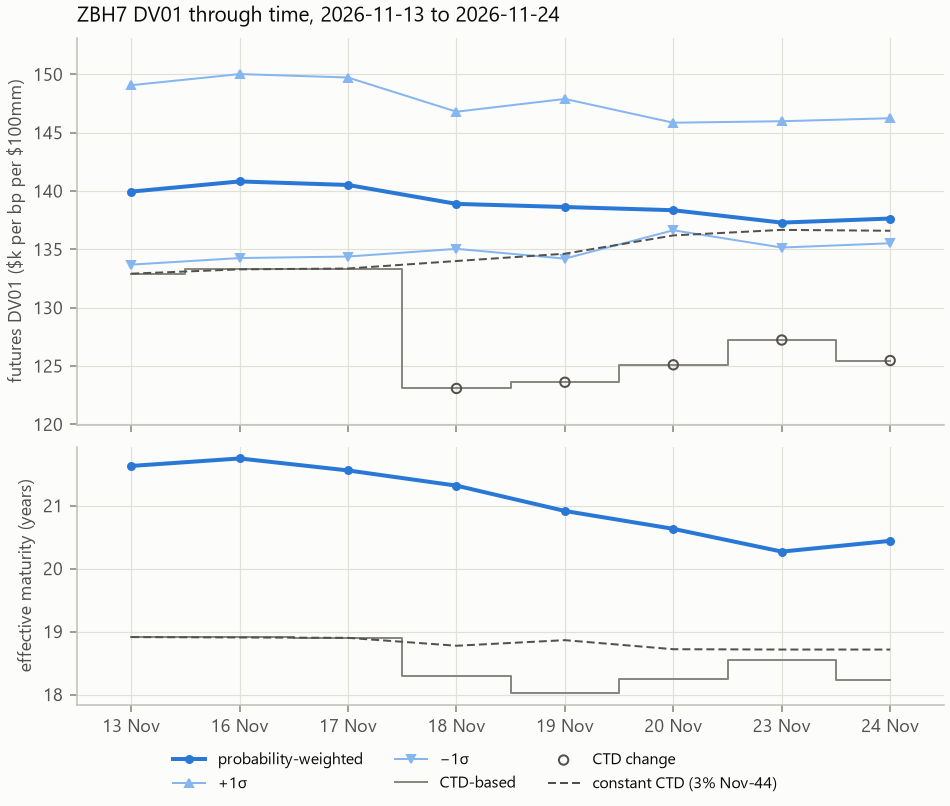 ZBH7 DV01 through time, 2026-11-13 to 2026-11-24
futures DV01 ($k per bp per $100mm)
150
145
140
135
130
125
120
effective maturity (years)
21
20
19
18
13 Nov 16 Nov 17 Nov 18 Nov 19 Nov 20 Nov 23 Nov 24 Nov
probability-weighted −1σ CTD change
+1σ CTD-based constant CTD (3% Nov-44)